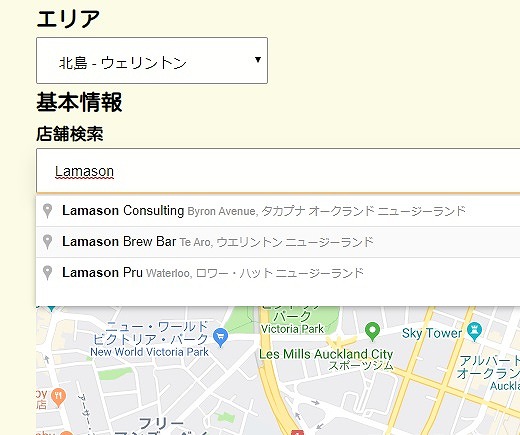 エリア
北島 - ウェリントン
基本情報
店舗検索
Lamason
Lamason Consulting Byron Avenue, タカプナ オークランド ニュージーランド
Lamason Brew Bar Te Aro, ウエリントン ニュージーランド
Lamason Pru Waterloo, ロワー・ハット ニュージーランド
パーク
Victoria Park
ニュー・ワールド
ビクトリア・パーク
New World Victoria Park
Sky Tower
Les Mills Auckland City
スポーツジム
アルバート
オークラン
Auckla
アーサー・
フリー